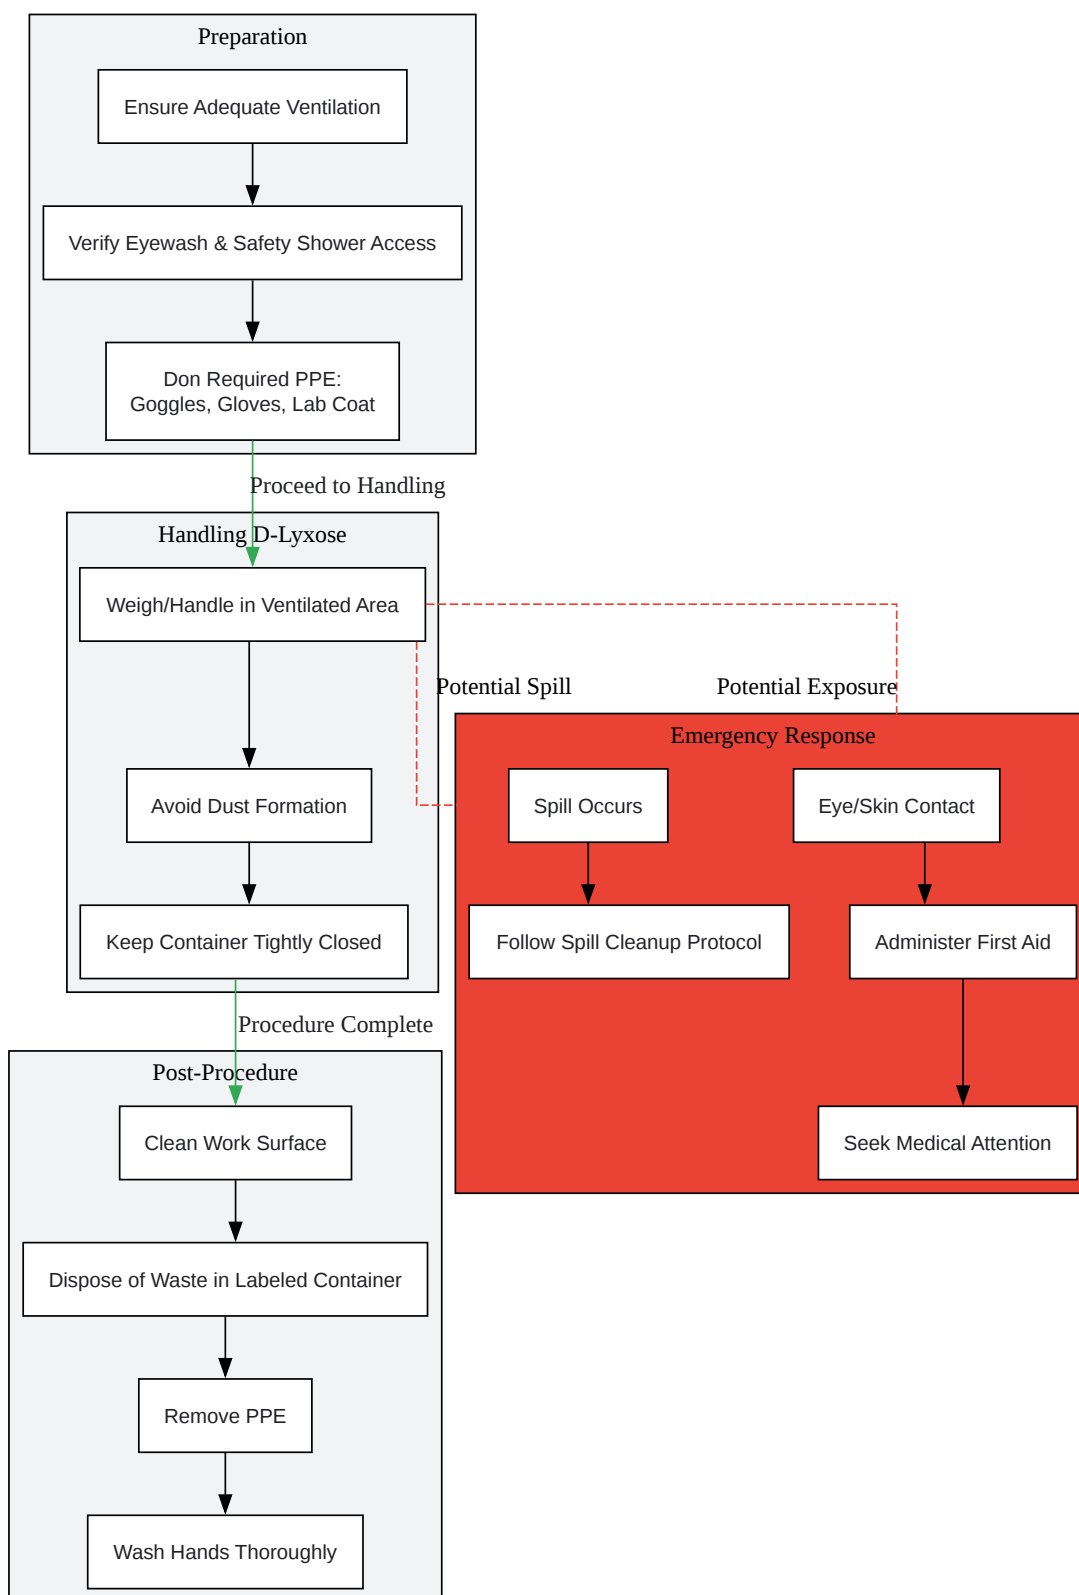 Preparation
Ensure Adequate Ventilation
Verify Eyewash & Safety Shower Access
Don Required PPE:
Goggles, Gloves, Lab Coat
Proceed to Handling
Handling D-Lyxose
Weigh/Handle in Ventilated Area
Potential Spill
Potential Exposure
Emergency Response
Avoid Dust Formation
Spill Occurs
Eye/Skin Contact
Keep Container Tightly Closed
Follow Spill Cleanup Protocol
Administer First Aid
Procedure Complete
Post-Procedure
Clean Work Surface
Seek Medical Attention
Dispose of Waste in Labeled Container
Remove PPE
Wash Hands Thoroughly